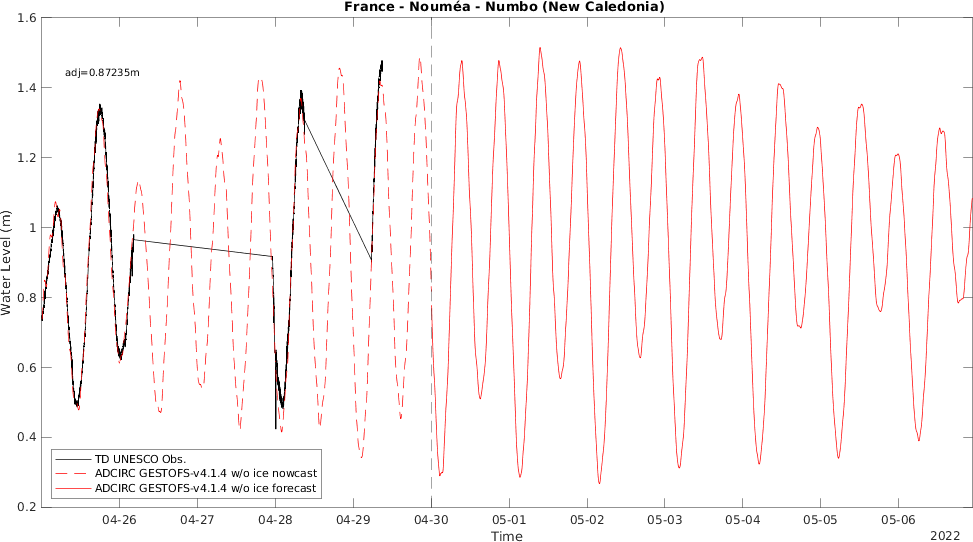 France - Nouméa - Numbo (New Caledonia)
1.6
1.4
1.2
1
0.8
0.6
0.4
0.2
Water Level (m)
adj=0.87235m
TD UNESCO Obs.
ADCIRC GESTOFS-v4.1.4 w/o ice nowcast
ADCIRC GESTOFS-v4.1.4 w/o ice forecast
04-26 04-27 04-28 04-29 04-30 05-01 05-02 05-03 05-04 05-05 05-06
Time
2022